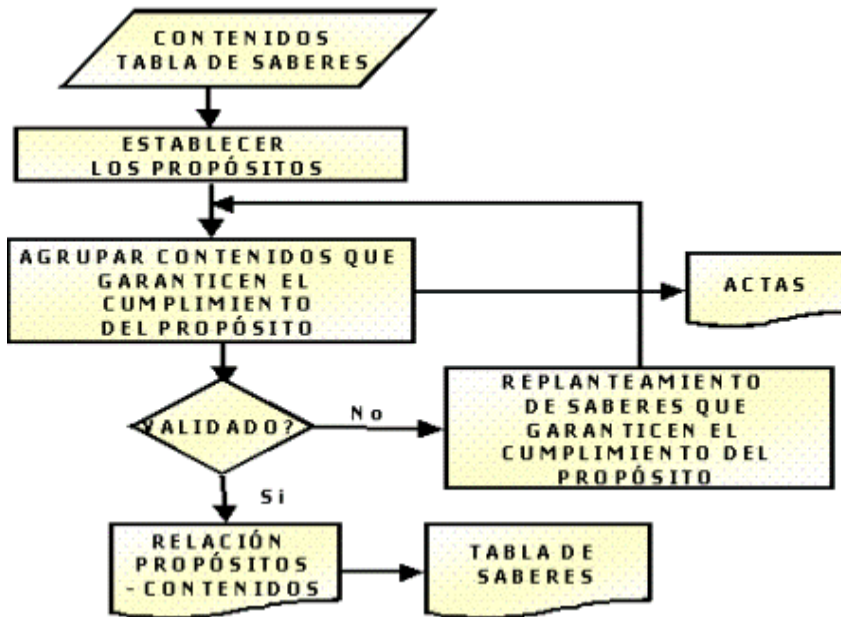 CONTENIDOS
TABLA DE SABERES
ESTABLECER
LOS PROPÓSITOS
AGRUPAR CONTENIDOS QUE
GARANTICEN EL
CUMPLIMIENTO
DEL PROPÓSITO
ACTAS
VALIDADO?
No
REPLANTEAMIENTO
DE SABERES QUE
GARANTICEN EL
CUMPLIMIENTO DEL
PROPÓSITO
Si
RELACIÓN
PROPÓSITOS
- CONTENIDOS
TABLA DE
SABERES